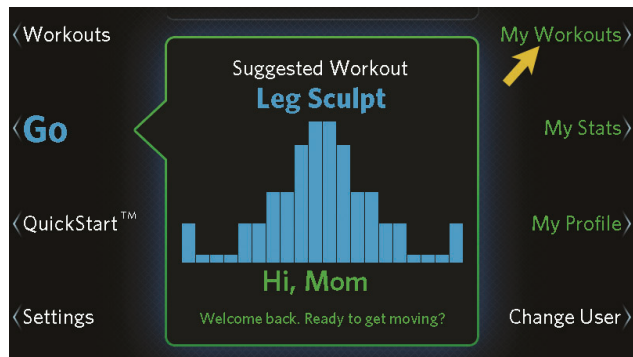 Workouts
Go
QuickStart™
Settings
Suggested Workout
Leg Sculpt
Hi, Mom
Welcome back. Ready to get moving?
My Workouts
My Stats
My Profile
Change User